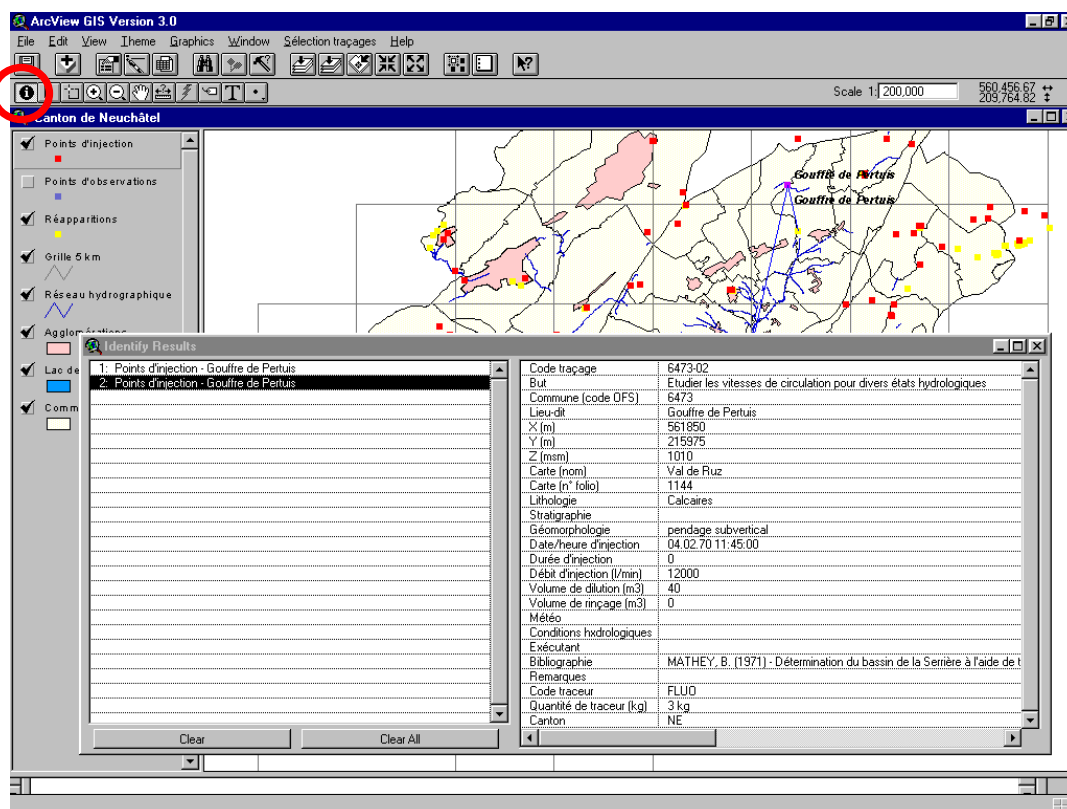 ArcView GIS Version 3.0
File Edit View Theme Graphics Window Sélection traçages Help
Scale 1: 200,000
560,456.67
209,764.82
Canton de Neuchâtel
Points d'injection
Points d'observations
Réapparitions
Grille 5 km
Réseau hydrographique
Agglomérations
Lac de
Comm
Gouffre de Pertuis
Gouffre de Pertuis
Identify Results
1: Points d'injection - Gouffre de Pertuis
2: Points d'injection - Gouffre de Pertuis
Clear Clear All
Code traçage 6473-02
But Etudier les vitesses de circulation pour divers états hydrologiques
Commune (code OFS) 6473
Lieu-dit Gouffre de Pertuis
X (m) 561850
Y (m) 215975
Z (msm) 1010
Carte (nom) Val de Ruz
Carte (n° folio) 1144
Lithologie Calcaires
Stratigraphie
Géomorphologie pendage subvertical
Date/heure d'injection 04.02.70 11:45:00
Durée d'injection 0
Débit d'injection (l/min) 12000
Volume de dilution (m3) 40
Volume de rinçage (m3) 0
Météo
Conditions hxdrologiques
Exécutant
Bibliographie MATHEY, B. (1971) - Détermination du bassin de la Serrière à l'aide de t
Remarques
Code traceur FLUO
Quantité de traceur (kg) 3 kg
Canton NE